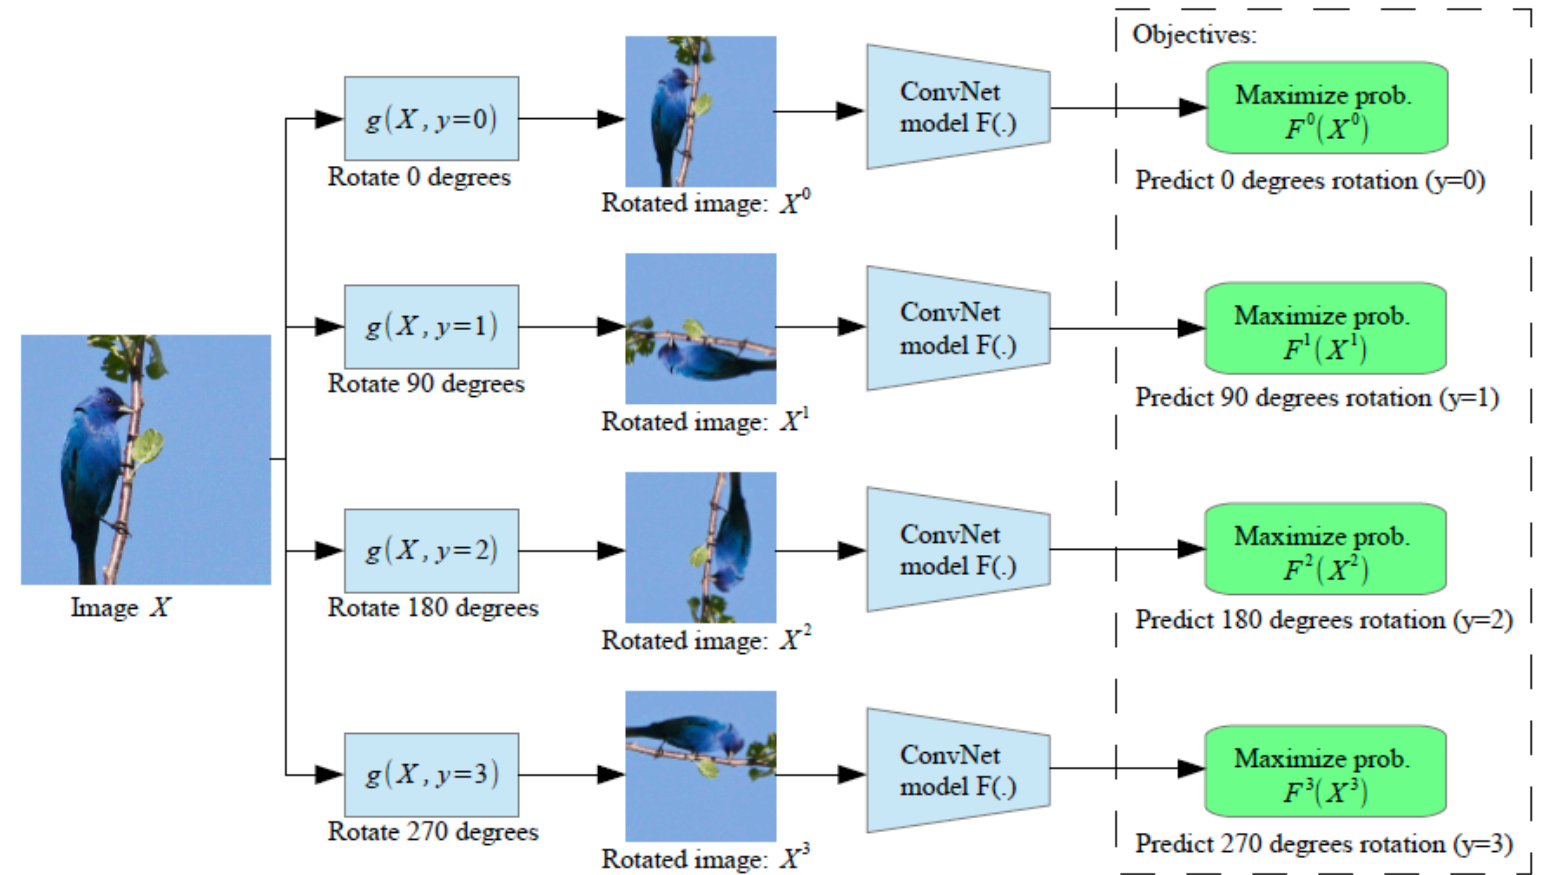 Objectives:
g(X, y=0)
Rotate 0 degrees
Rotated image: X⁰
ConvNet
model F(.)
Maximize prob.
F⁰(X⁰)
Predict 0 degrees rotation (y=0)
g(X, y=1)
Rotate 90 degrees
Rotated image: X¹
ConvNet
model F(.)
Maximize prob.
F¹(X¹)
Predict 90 degrees rotation (y=1)
Image X
g(X, y=2)
Rotate 180 degrees
Rotated image: X²
ConvNet
model F(.)
Maximize prob.
F²(X²)
Predict 180 degrees rotation (y=2)
g(X, y=3)
Rotate 270 degrees
Rotated image: X³
ConvNet
model F(.)
Maximize prob.
F³(X³)
Predict 270 degrees rotation (y=3)